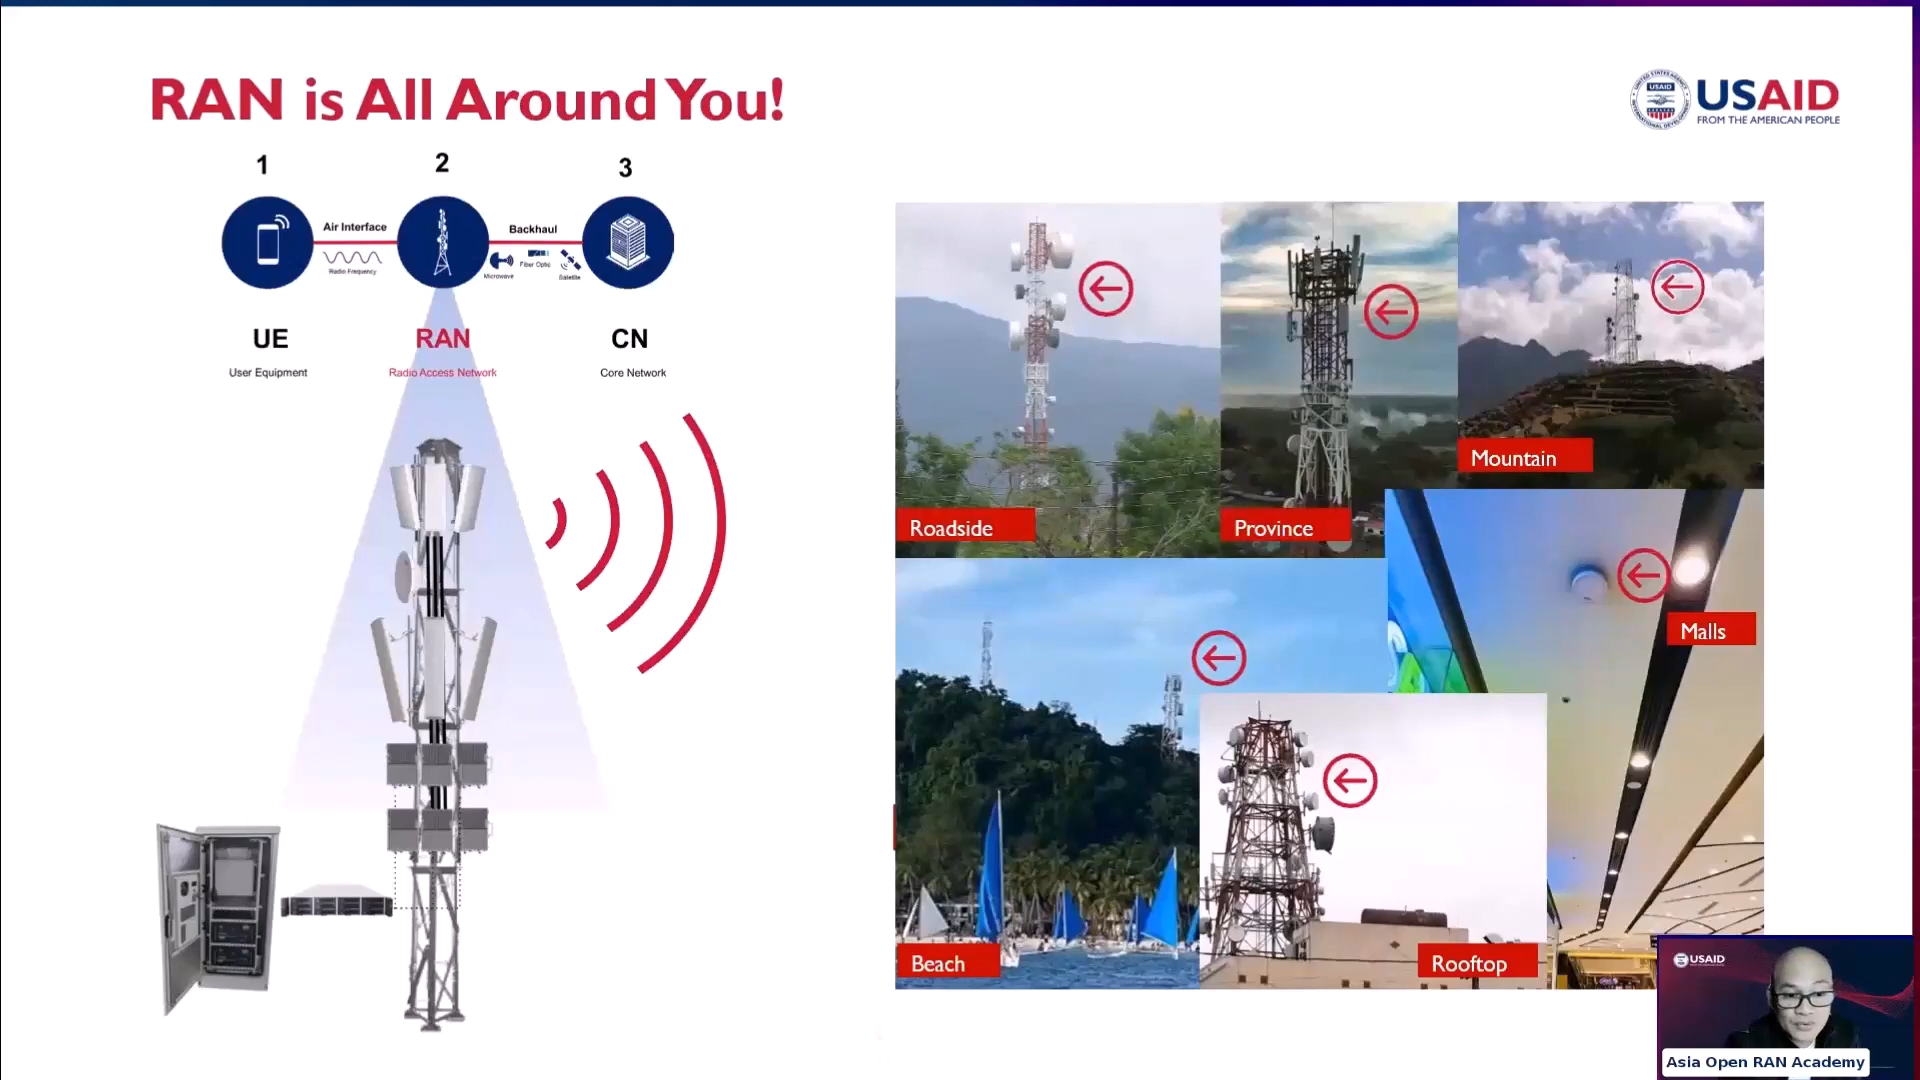 RAN is All Around You!
USAID
FROM THE AMERICAN PEOPLE
1
2
3
Air Interface
Radio Frequency
Backhaul
Microwave
Fiber Optic
Satellite
UE
RAN
CN
User Equipment
Radio Access Network
Core Network
Roadside
Province
Mountain
Malls
Beach
Rooftop
USAID
Asia Open RAN Academy